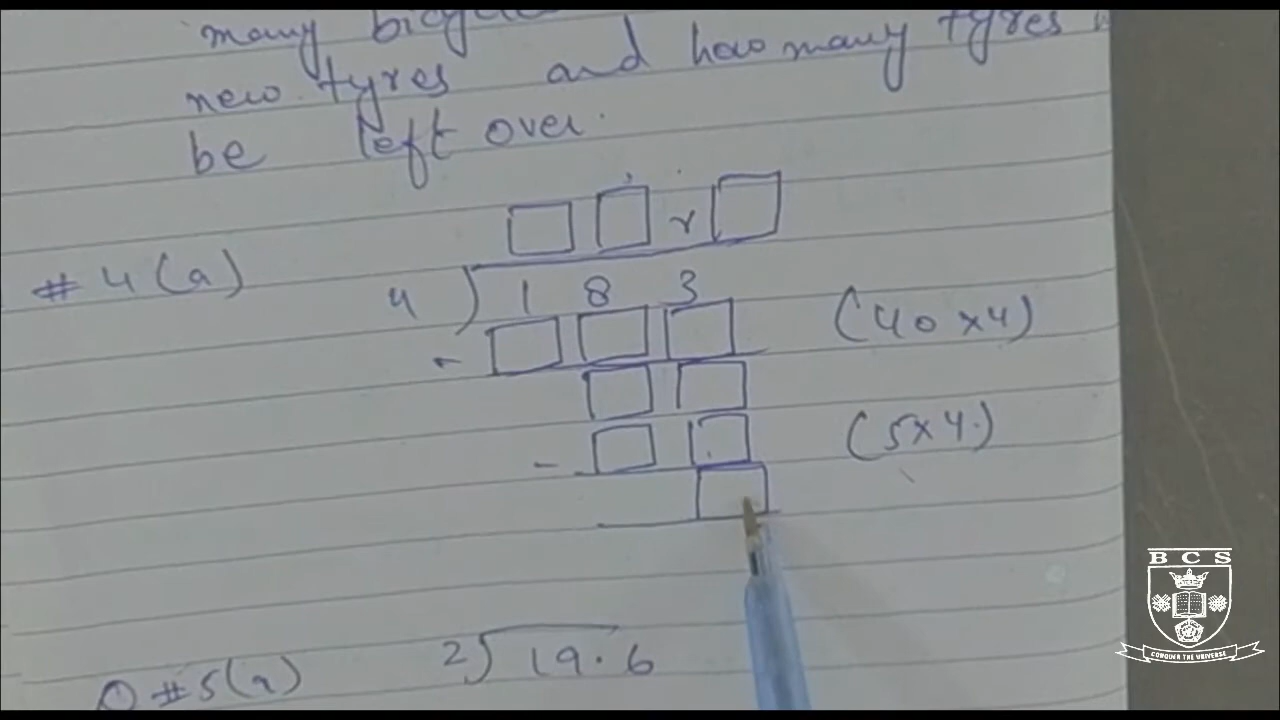 many
new tyres and how many tyres
be left over.
r
# 4 (a) 4 ) 1 8 3
- (40 x 4)
- (5 x 4)
Q # 5(a) 2) 19.6
BCS
CONQUER THE UNIVERSE